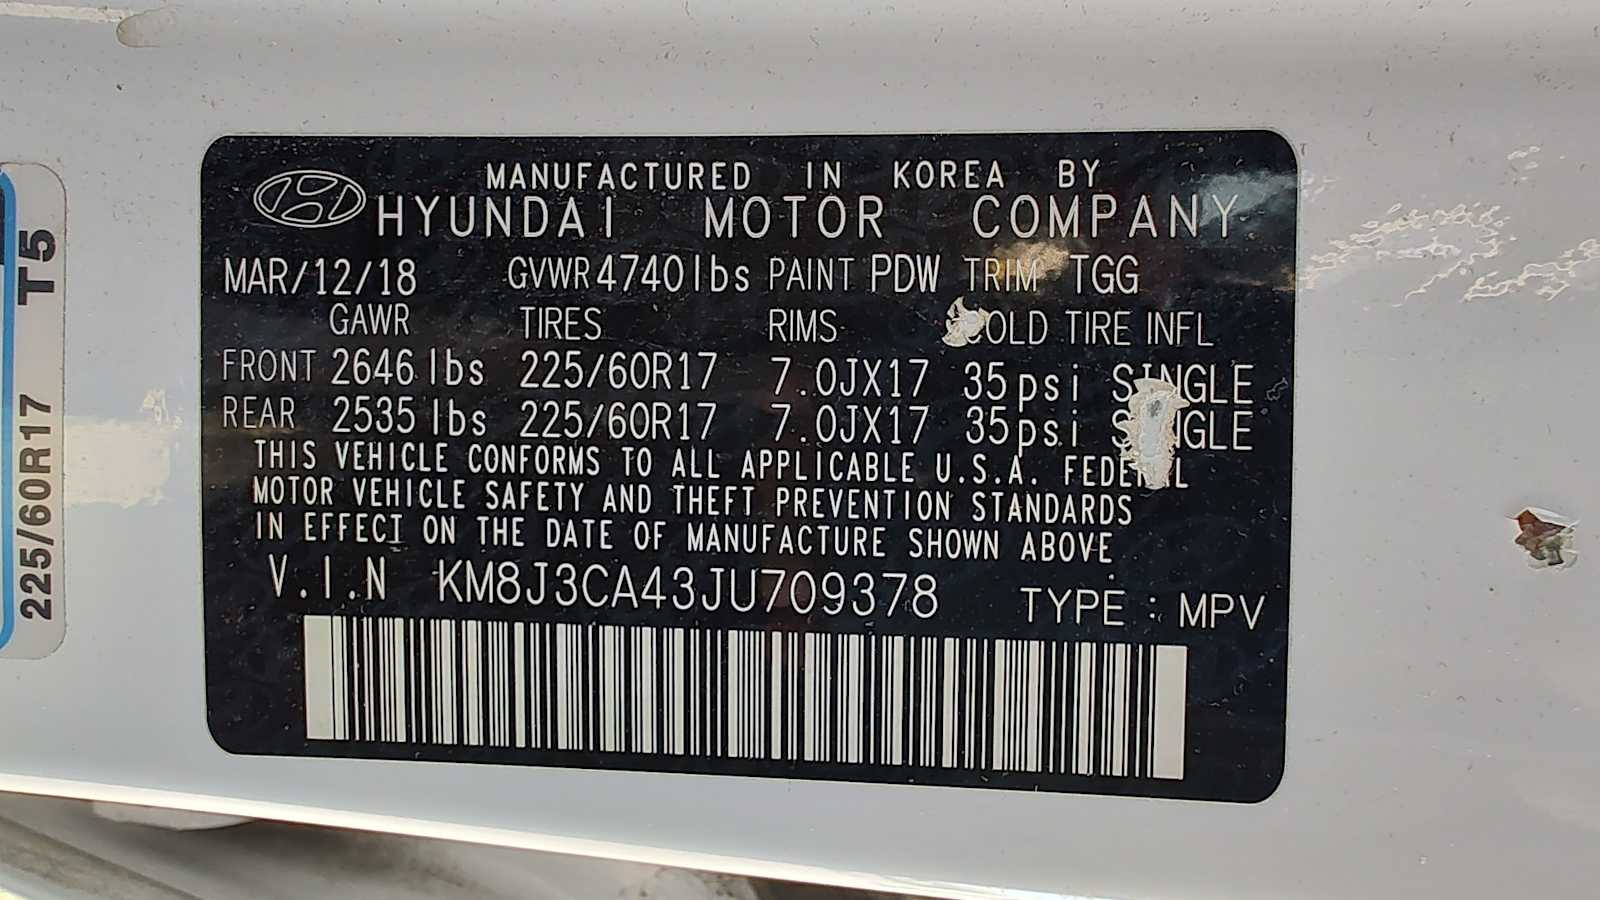 MANUFACTURED IN KOREA BY
HYUNDAI MOTOR COMPANY
MAR/12/18 GVWR 4740lbs PAINT PDW TRIM TGG
GAWR TIRES RIMS COLD TIRE INFL
FRONT 2646 lbs 225/60R17 7.0JX17 35psi SINGLE
REAR 2535 lbs 225/60R17 7.0JX17 35psi SINGLE
THIS VEHICLE CONFORMS TO ALL APPLICABLE U.S.A. FEDERAL
MOTOR VEHICLE SAFETY AND THEFT PREVENTION STANDARDS
IN EFFECT ON THE DATE OF MANUFACTURE SHOWN ABOVE
V.I.N KM8J3CA43JU709378 TYPE : MPV
225/60R17 T5